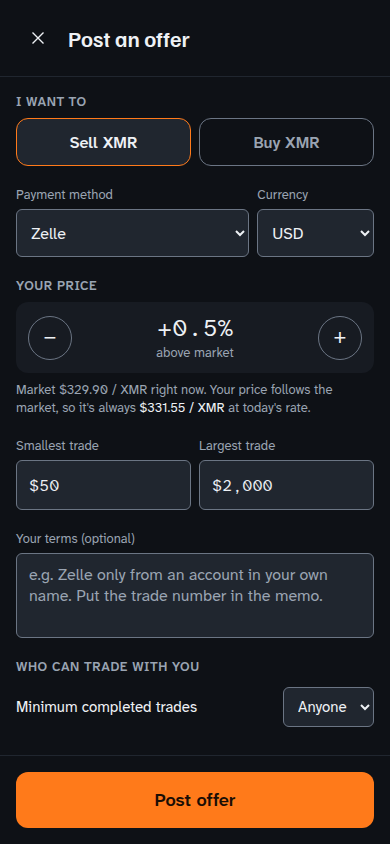 Post an offer
I WANT TO
Sell XMR
Buy XMR
Payment method
Currency
Zelle
USD
YOUR PRICE
−
+0.5%
+
above market
Market $329.90 / XMR right now. Your price follows the
market, so it's always $331.55 / XMR at today's rate.
Smallest trade
Largest trade
$50
$2,000
Your terms (optional)
e.g. Zelle only from an account in your own
name. Put the trade number in the memo.
WHO CAN TRADE WITH YOU
Minimum completed trades
Anyone
Post offer